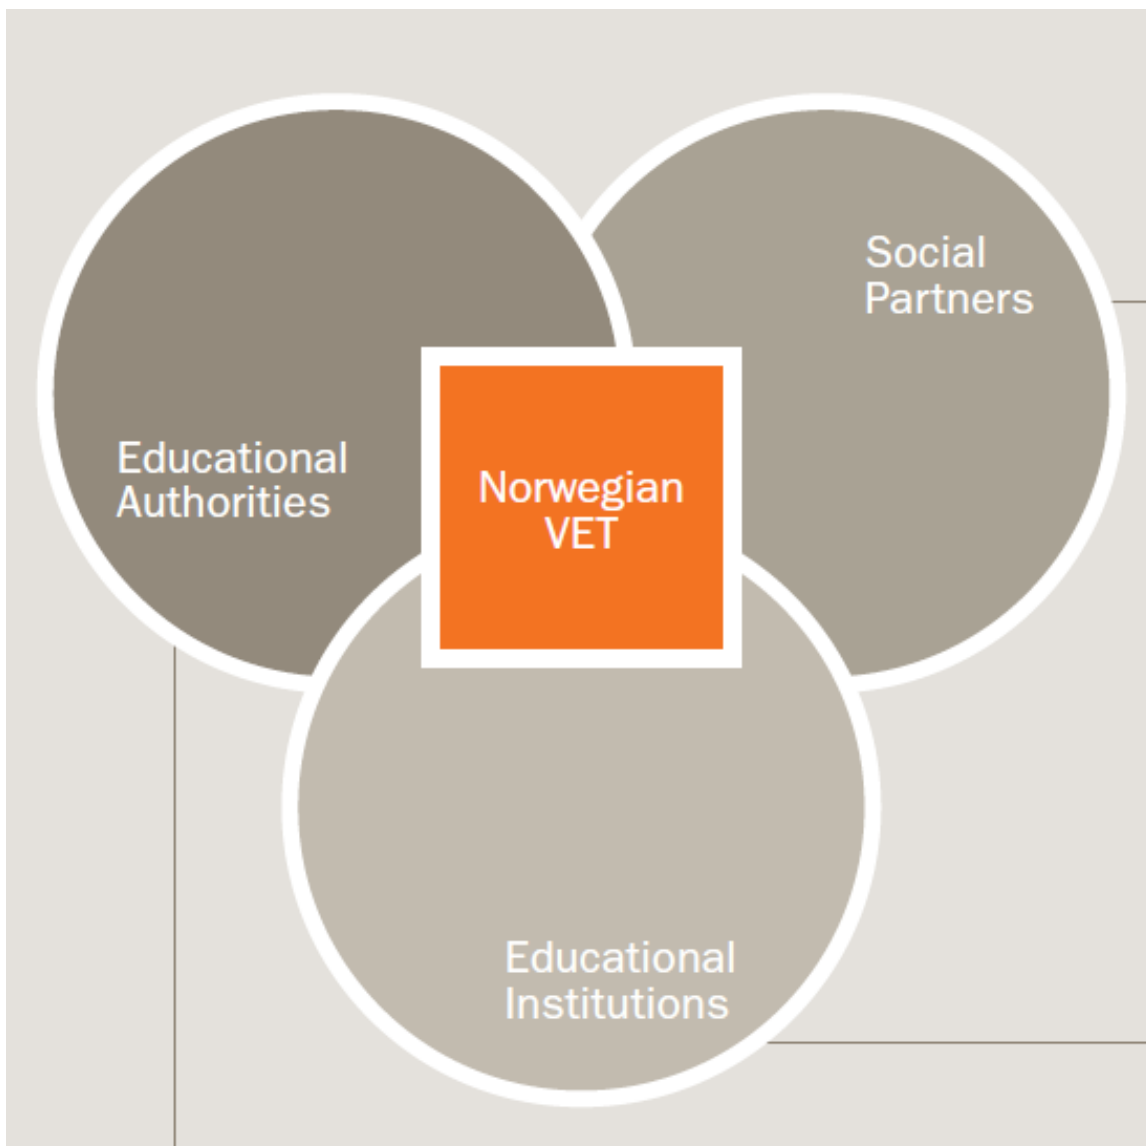 Social
Partners
Educational
Authorities
Norwegian
VET
Educational
Institutions